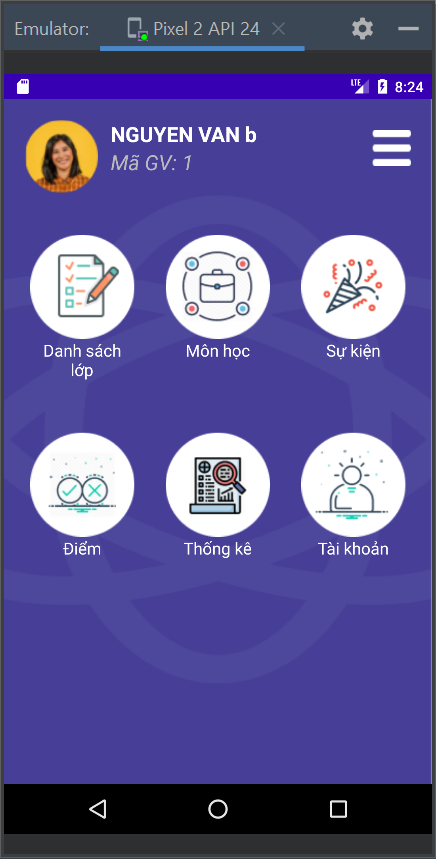 Emulator:
Pixel 2 API 24
LTE
8:24
NGUYEN VAN b
Mã GV: 1
Danh sách
lớp
Môn học
Sự kiện
Điểm
Thống kê
Tài khoản